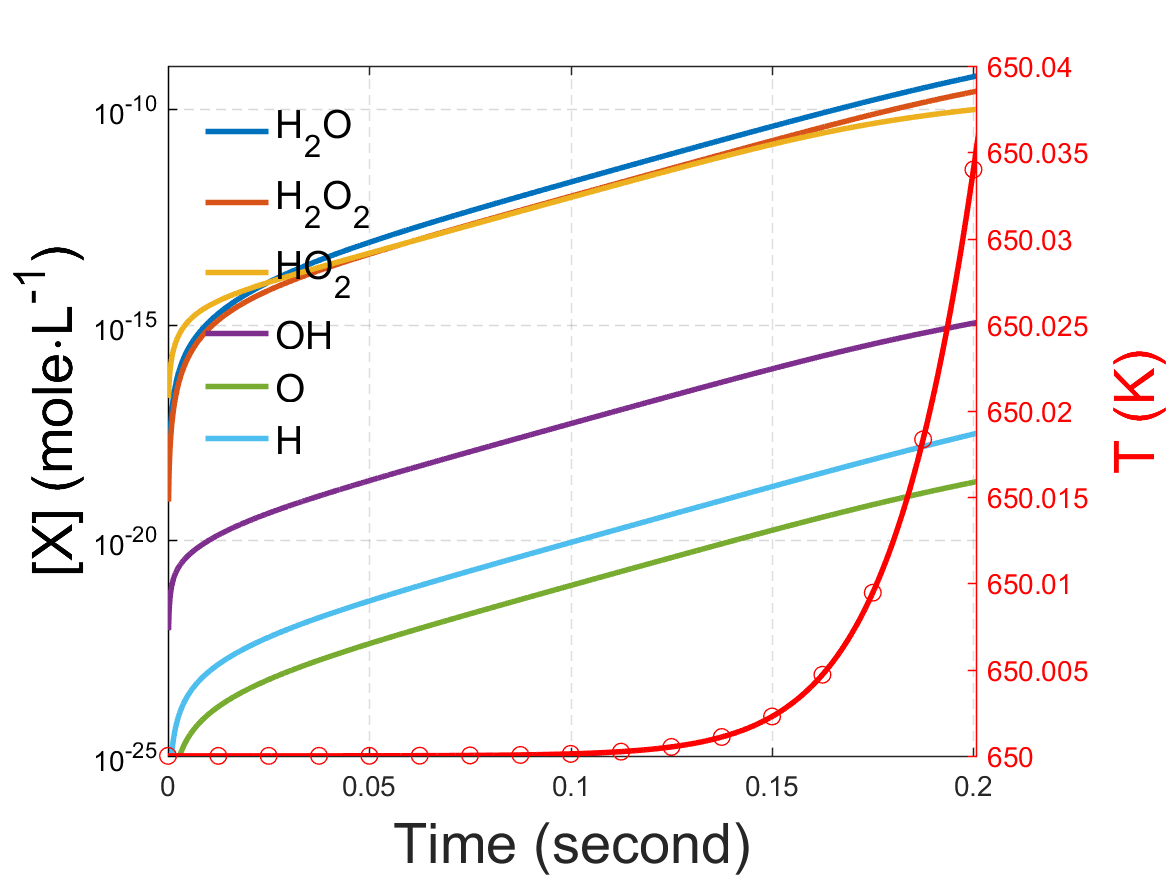 650.04
10⁻¹⁰
H₂O
650.035
H₂O₂
650.03
HO₂
10⁻¹⁵
650.025
OH
O
650.02
H
650.015
10⁻²⁰
650.01
650.005
10⁻²⁵
650
[X] (mole·L⁻¹)
T (K)
0 0.05 0.1 0.15 0.2
Time (second)